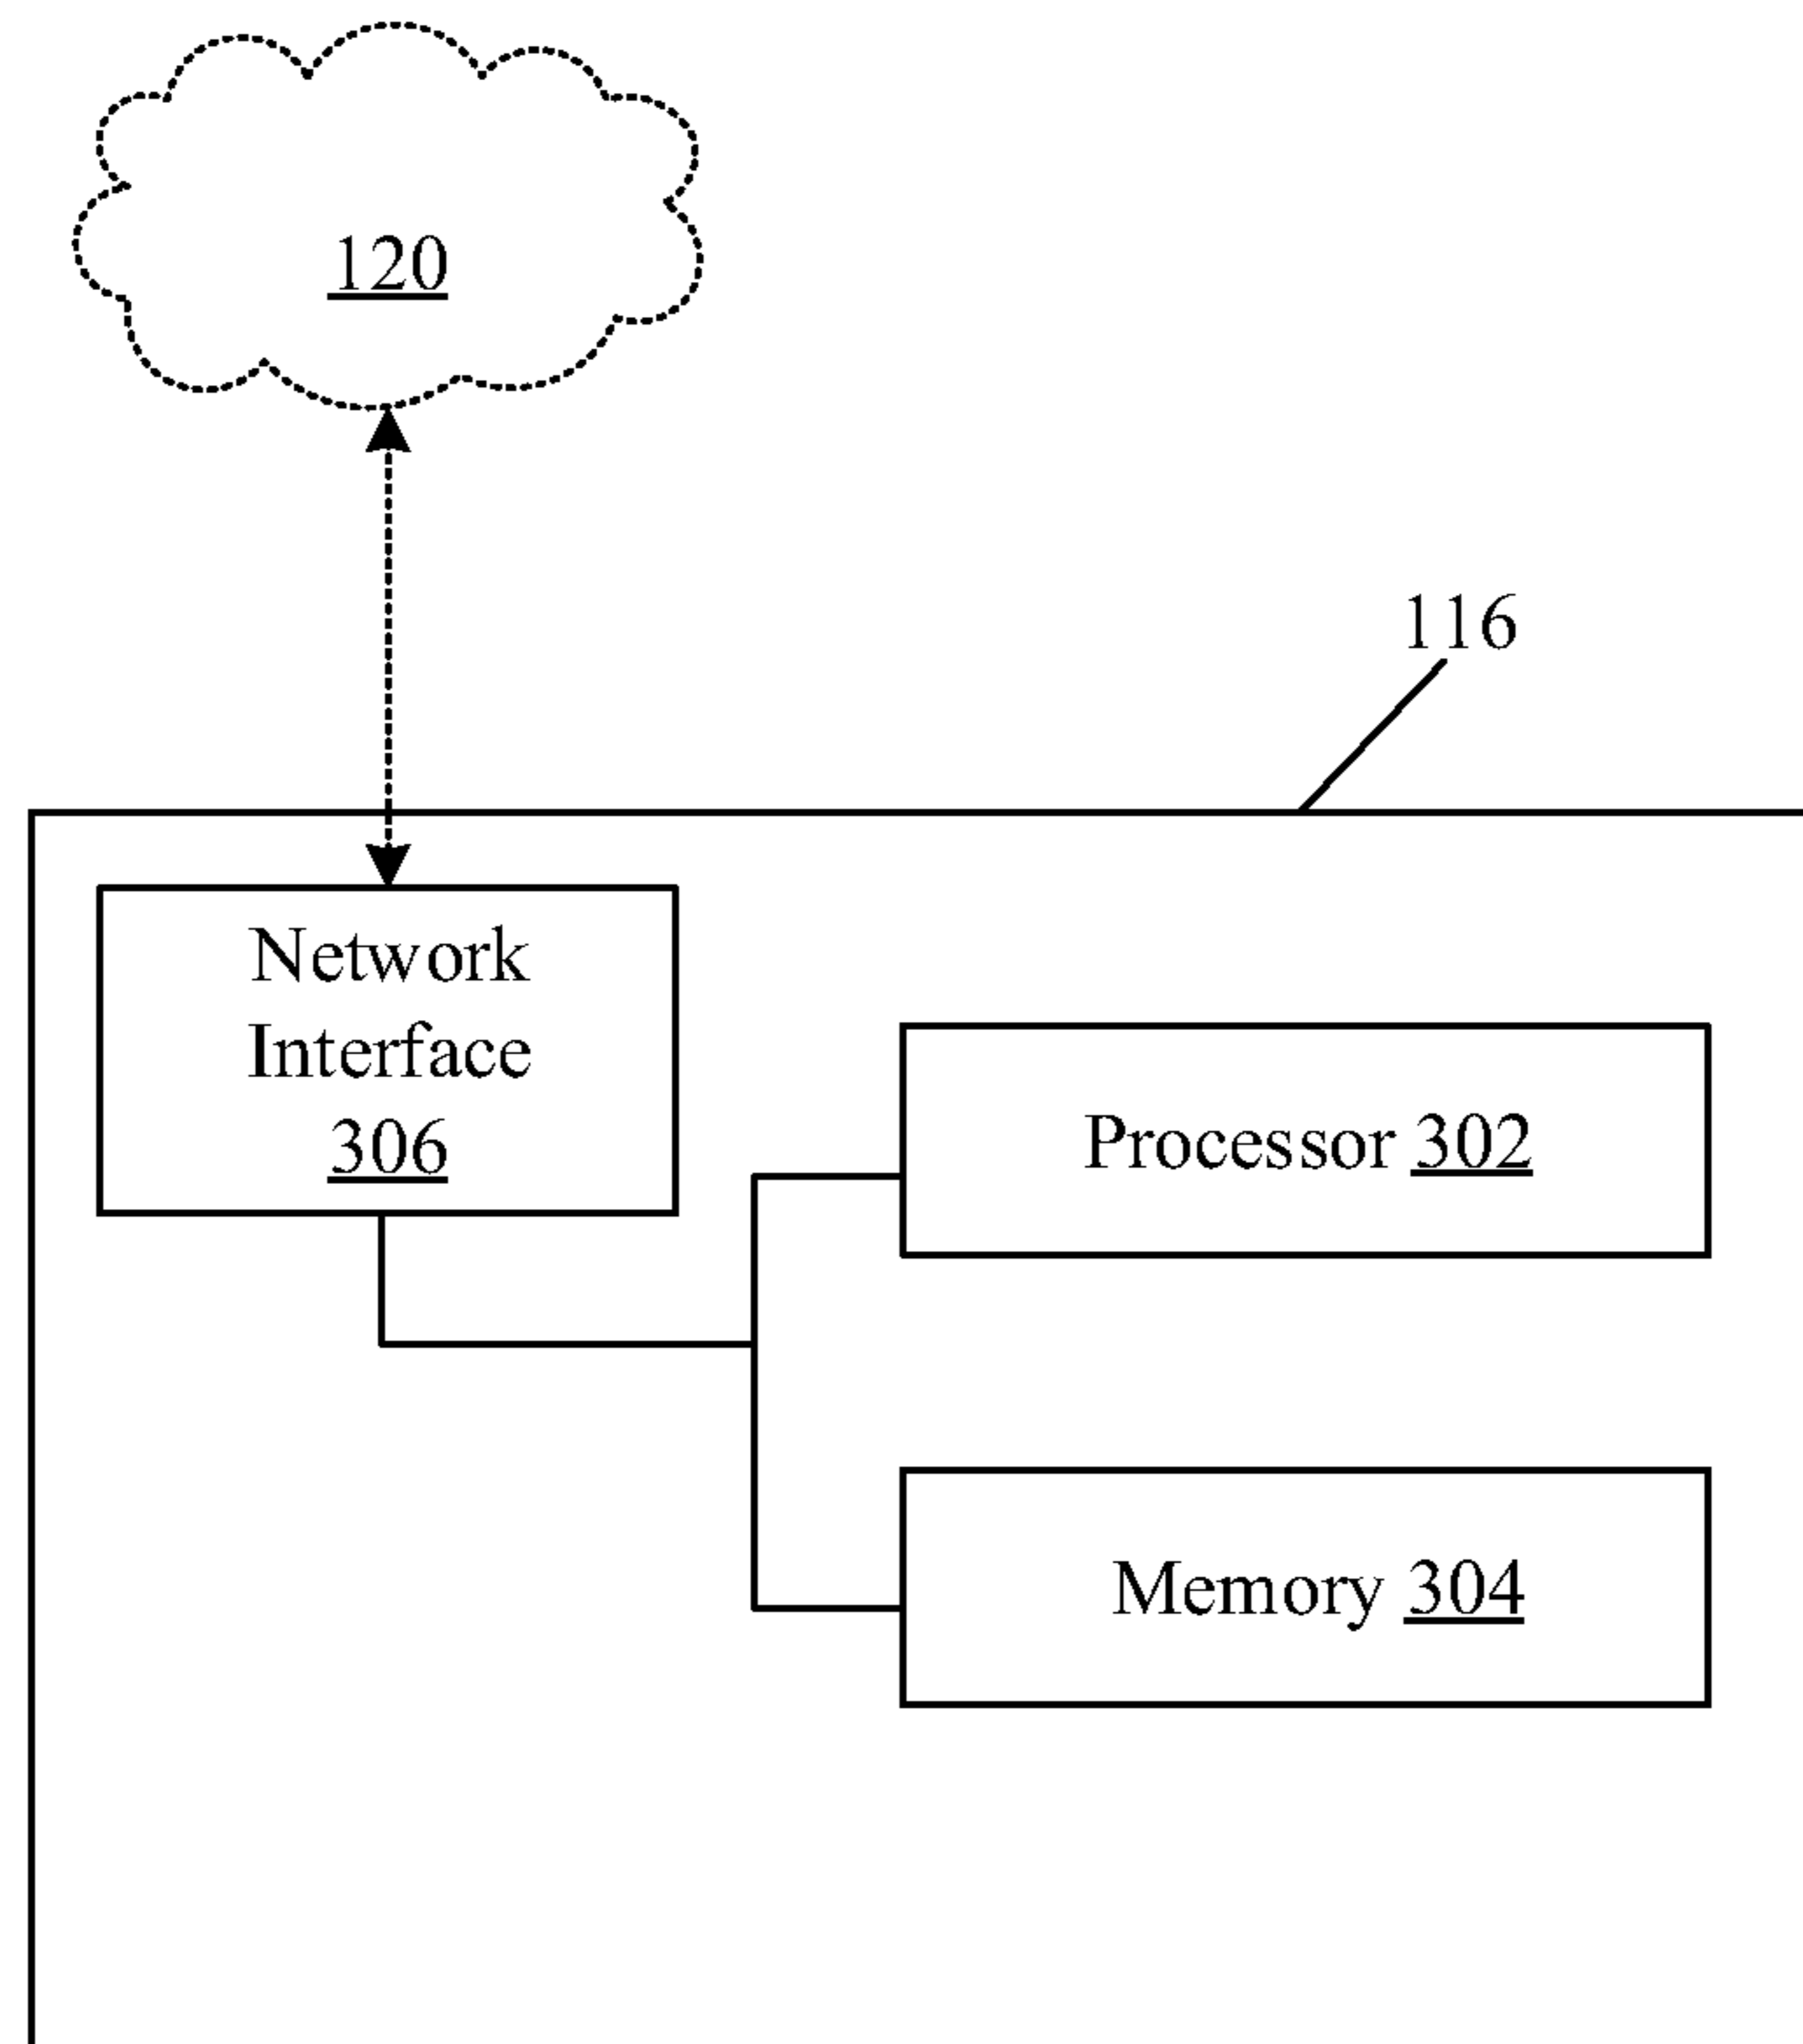 120
116
Network
Interface
306
Processor 302
Memory 304